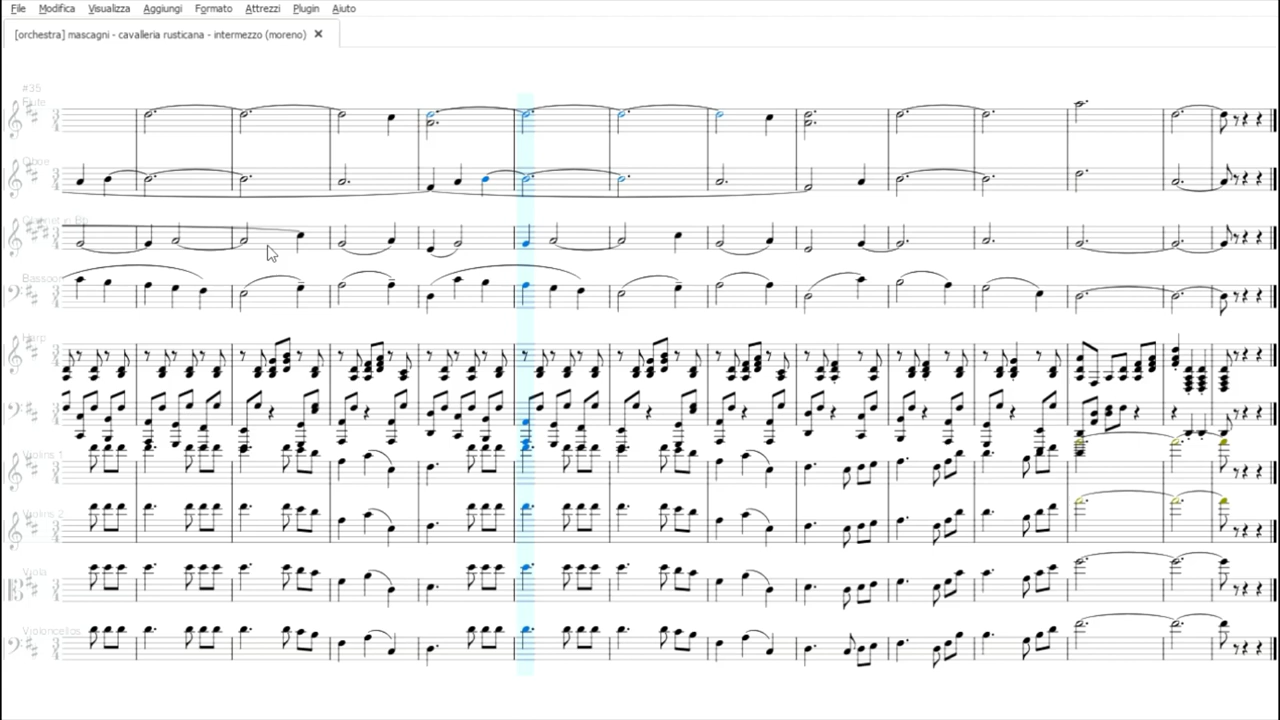 File Modifica Visualizza Aggiungi Formato Attrezzi Plugin Aiuto
[orchestra] mascagni - cavalleria rusticana - intermezzo (moreno)
#35
Flute
Oboe
Clarinet in Bb
Bassoon
Harp
Violins 1
Violins 2
Viola
Violoncellos